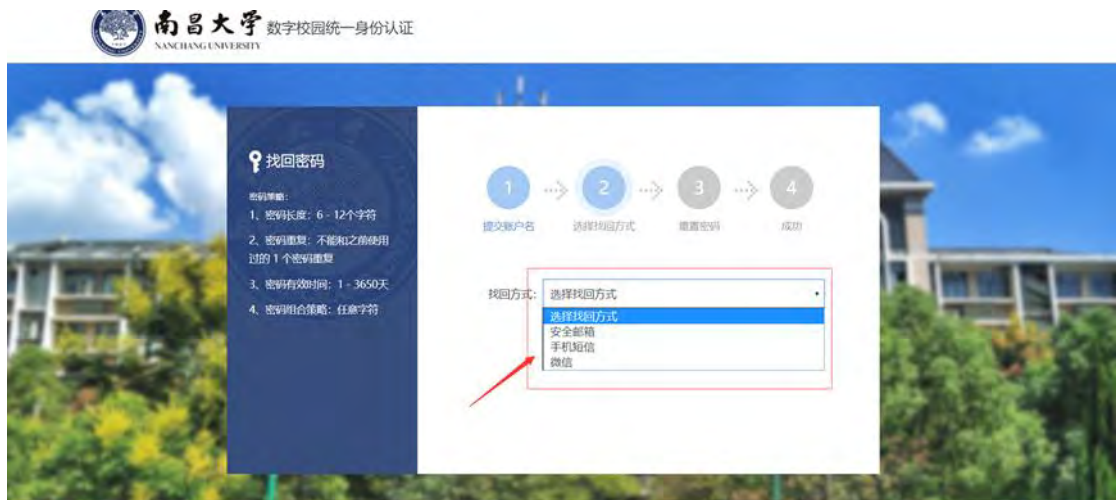 南昌大学 数字校园统一身份认证
NANCHANG UNIVERSITY
找回密码
密码策略：
1、密码长度：6 - 12个字符
2、密码重复：不能和之前使用
过的 1 个密码重复
3、密码有效时间：1 - 3650天
4、密码组合策略：任意字符
1 2 3 4
提交账户名 选择找回方式 重置密码 成功
找回方式： 选择找回方式
选择找回方式
安全邮箱
手机短信
微信